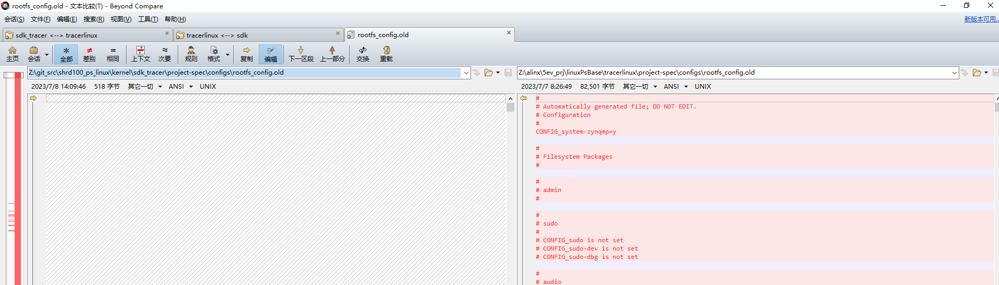 rootfs_config.old - 文本比较(T) - Beyond Compare
会话(S) 文件(F) 编辑(E) 搜索(R) 视图(V) 工具(T) 帮助(H) 新版本可用...
sdk_tracer <--> tracerlinux
tracerlinux <--> sdk
rootfs_config.old
主页 会话 全部 差别 相同 上下文 次要 规则 格式 复制 编辑 下一区段 上一部分 交换 重载
Z:\git_src\shrd100_ps_linux\kernel\sdk_tracer\project-spec\configs\rootfs_config.old
2023/7/8 14:09:46 518 字节 其它一切 ANSI UNIX
Z:\alinx\5ev_prj\linuxPsBase\tracerlinux\project-spec\configs\rootfs_config.old
2023/7/7 8:26:49 82,501 字节 其它一切 ANSI UNIX
#
# Automatically generated file; DO NOT EDIT.
# Configuration
#
CONFIG_system-zynqmp=y
#
# Filesystem Packages
#
#
# admin
#
#
# sudo
#
# CONFIG_sudo is not set
# CONFIG_sudo-dev is not set
# CONFIG_sudo-dbg is not set
#
# audio